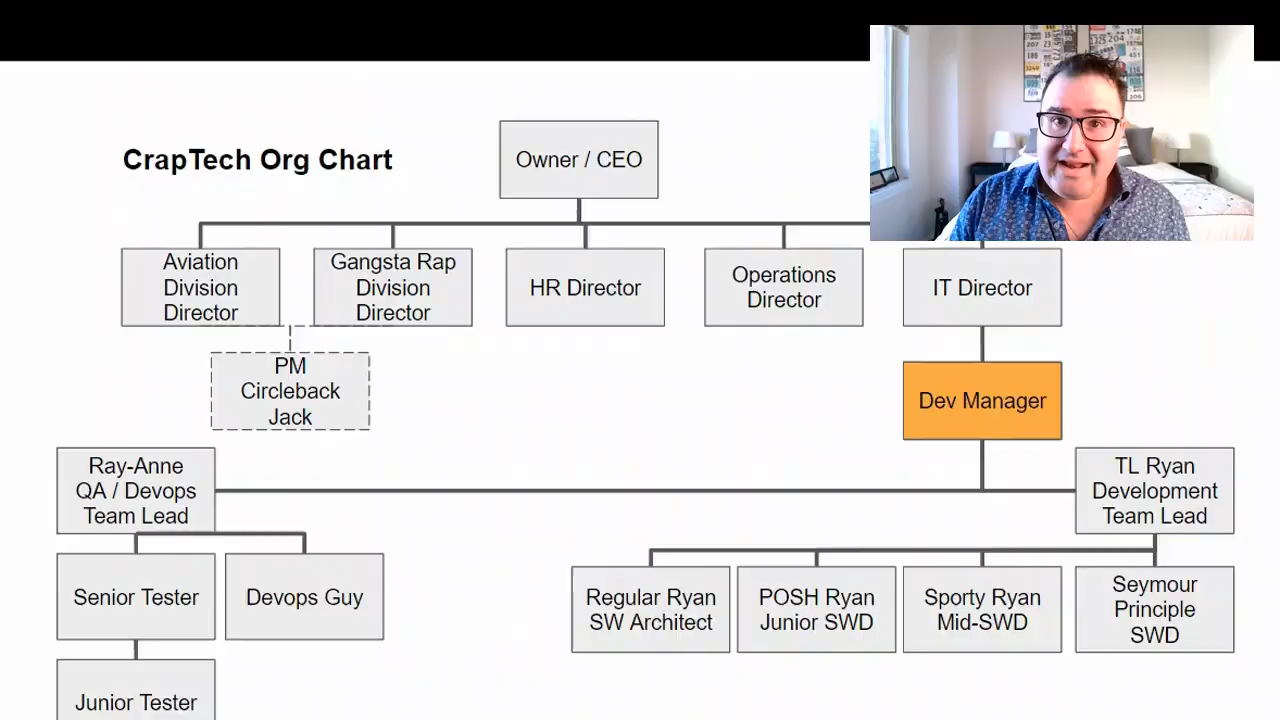 CrapTech Org Chart
Owner / CEO
Aviation
Division
Director
Gangsta Rap
Division
Director
HR Director
Operations
Director
IT Director
PM
Circleback
Jack
Dev Manager
Ray-Anne
QA / Devops
Team Lead
TL Ryan
Development
Team Lead
Senior Tester
Devops Guy
Regular Ryan
SW Architect
POSH Ryan
Junior SWD
Sporty Ryan
Mid-SWD
Seymour
Principle
SWD
Junior Tester